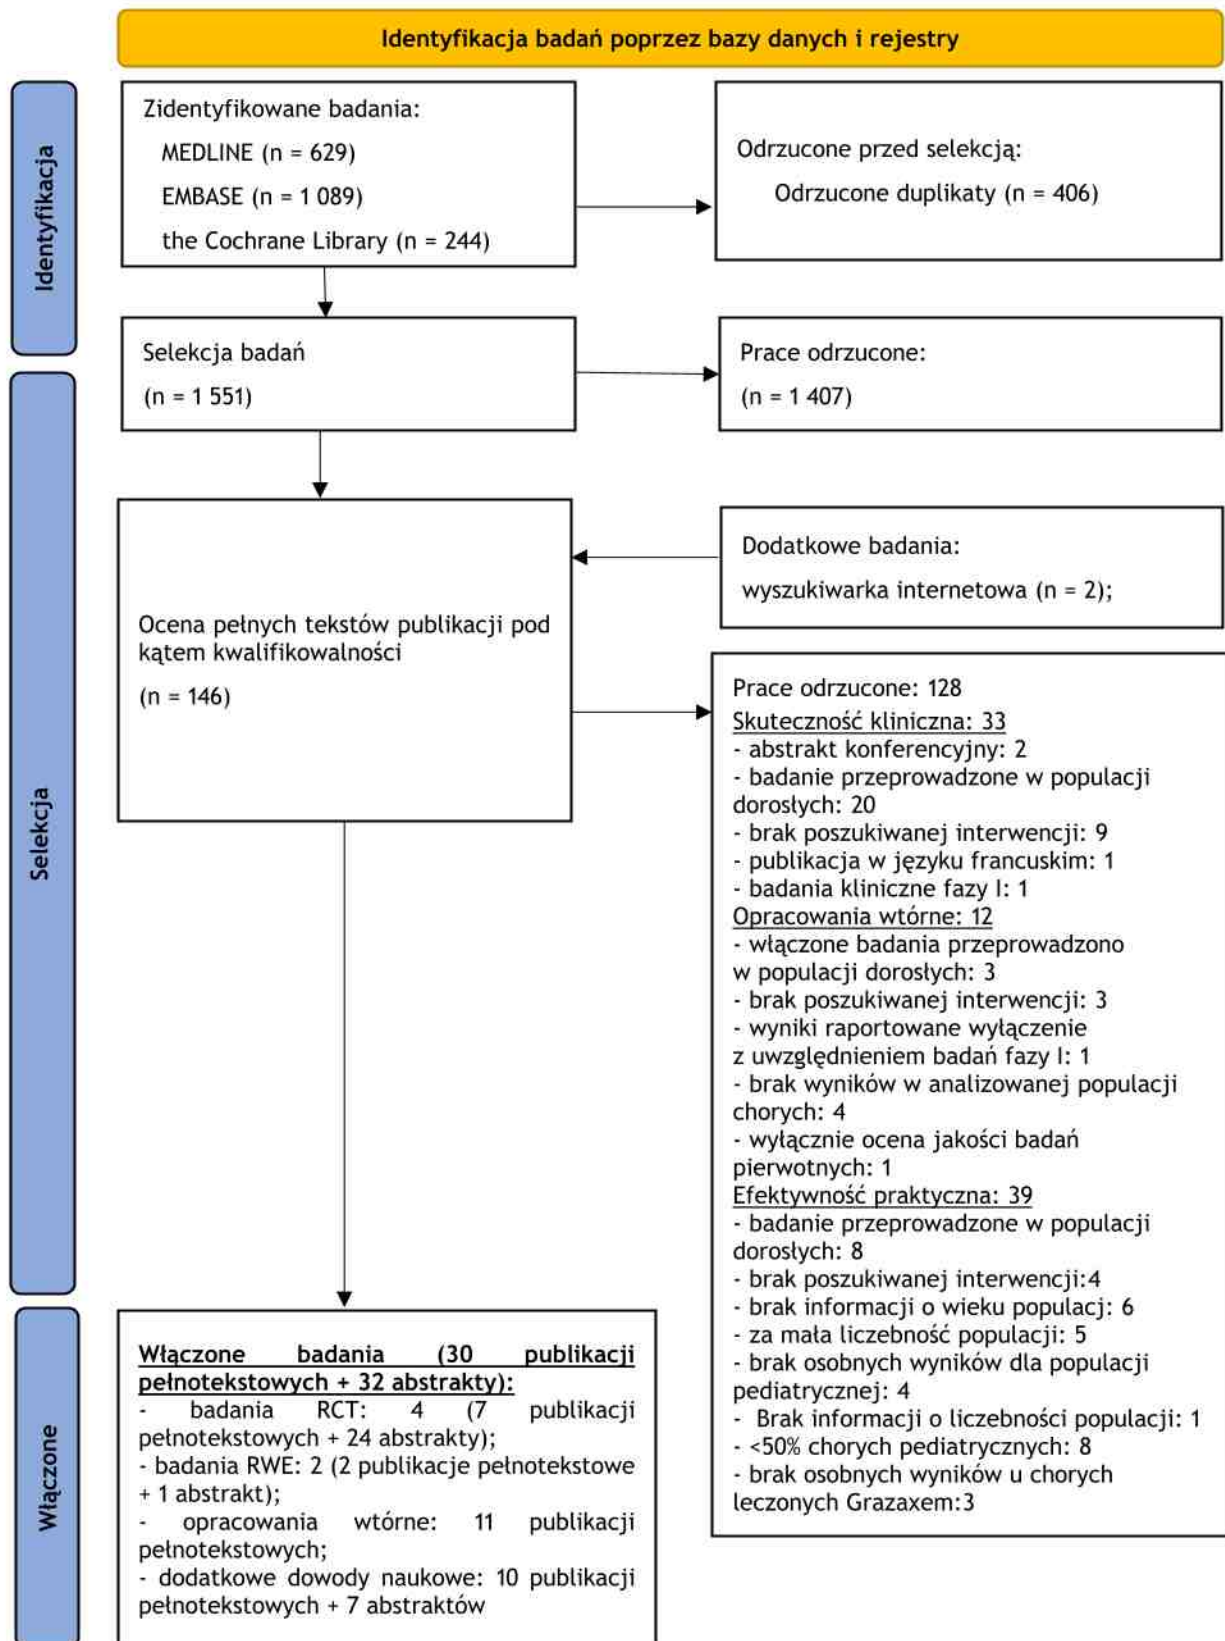 Identyfikacja badań poprzez bazy danych i rejestry
Identyfikacja
Zidentyfikowane badania:
MEDLINE (n = 629)
EMBASE (n = 1 089)
the Cochrane Library (n = 244)
Odrzucone przed selekcją:
Odrzucone duplikaty (n = 406)
Selekcja badań
(n = 1 551)
Prace odrzucone:
(n = 1 407)
Selekcja
Ocena pełnych tekstów publikacji pod
kątem kwalifikowalności
(n = 146)
Dodatkowe badania:
wyszukiwarka internetowa (n = 2);
Prace odrzucone: 128
Skuteczność kliniczna: 33
- abstrakt konferencyjny: 2
- badanie przeprowadzone w populacji
dorosłych: 20
- brak poszukiwanej interwencji: 9
- publikacja w języku francuskim: 1
- badania kliniczne fazy I: 1
Opracowania wtórne: 12
- włączone badania przeprowadzono
w populacji dorosłych: 3
- brak poszukiwanej interwencji: 3
- wyniki raportowane wyłączenie
z uwzględnieniem badań fazy I: 1
- brak wyników w analizowanej populacji
chorych: 4
- wyłącznie ocena jakości badań
pierwotnych: 1
Efektywność praktyczna: 39
- badanie przeprowadzone w populacji
dorosłych: 8
- brak poszukiwanej interwencji:4
- brak informacji o wieku populacj: 6
- za mała liczebność populacji: 5
- brak osobnych wyników dla populacji
pediatrycznej: 4
- Brak informacji o liczebności populacji: 1
- <50% chorych pediatrycznych: 8
- brak osobnych wyników u chorych
leczonych Grazaxem:3
Włączone
Włączone badania (30 publikacji
pełnotekstowych + 32 abstrakty):
- badania RCT: 4 (7 publikacji
pełnotekstowych + 24 abstrakty);
- badania RWE: 2 (2 publikacje pełnotekstowe
+ 1 abstrakt);
- opracowania wtórne: 11 publikacji
pełnotekstowych;
- dodatkowe dowody naukowe: 10 publikacji
pełnotekstowych + 7 abstraktów